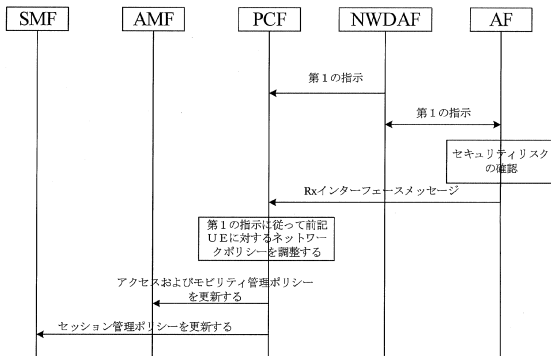 SMF
AMF
PCF
NWDAF
AF
第１の指示
第１の指示
セキュリティリスク
の確認
Rxインターフェースメッセージ
第１の指示に従って前記
ＵＥに対するネットワー
クポリシーを調整する
アクセスおよびモビリティ管理ポリシー
を更新する
セッション管理ポリシーを更新する